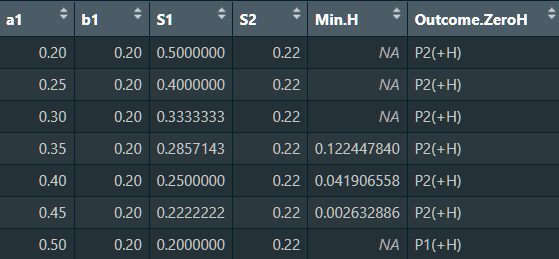 a1 b1 S1 S2 Min.H Outcome.ZeroH
0.20 0.20 0.5000000 0.22 NA P2(+H)
0.25 0.20 0.4000000 0.22 NA P2(+H)
0.30 0.20 0.3333333 0.22 NA P2(+H)
0.35 0.20 0.2857143 0.22 0.122447840 P2(+H)
0.40 0.20 0.2500000 0.22 0.041906558 P2(+H)
0.45 0.20 0.2222222 0.22 0.002632886 P2(+H)
0.50 0.20 0.2000000 0.22 NA P1(+H)